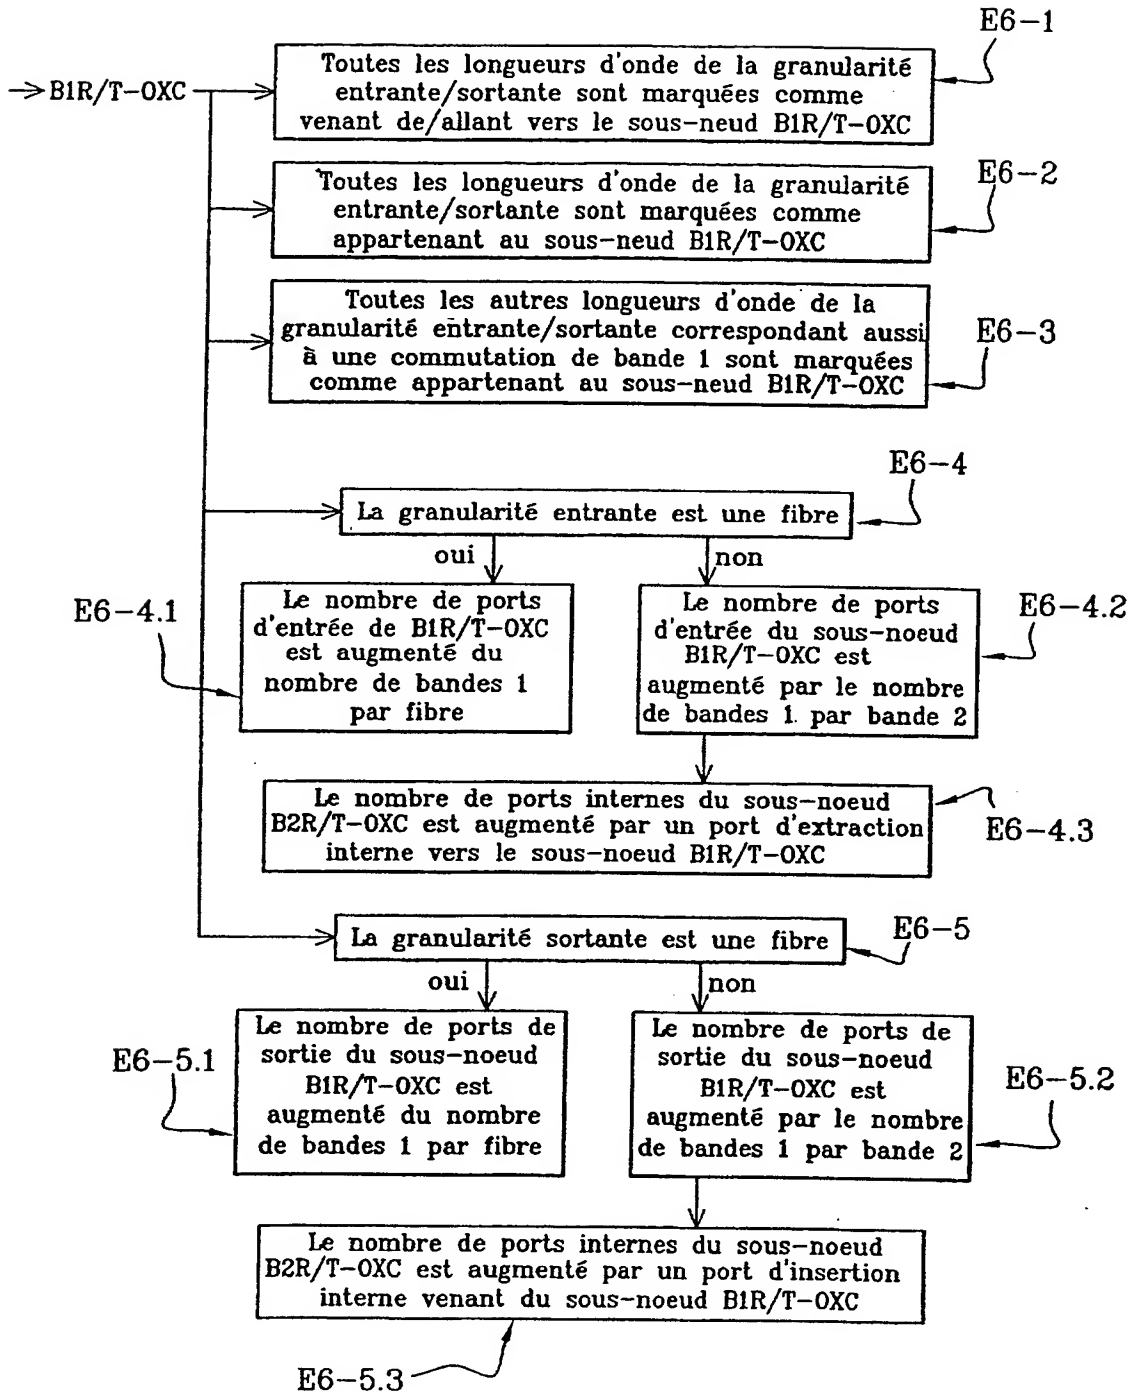 E6-1
B1R/T-OXC
Toutes les longueurs d'onde de la granularité
entrante/sortante sont marquées comme
venant de/allant vers le sous-neud B1R/T-OXC
E6-2
Toutes les longueurs d'onde de la granularité
entrante/sortante sont marquées comme
appartenant au sous-neud B1R/T-OXC
E6-3
Toutes les autres longueurs d'onde de la
granularité entrante/sortante correspondant aussi
à une commutation de bande 1 sont marquées
comme appartenant au sous-neud B1R/T-OXC
E6-4
La granularité entrante est une fibre
oui
non
E6-4.1
Le nombre de ports
d'entrée de B1R/T-OXC
est augmenté du
nombre de bandes 1
par fibre
E6-4.2
Le nombre de ports
d'entrée du sous-noeud
B1R/T-OXC est
augmenté par le nombre
de bandes 1 par bande 2
Le nombre de ports internes du sous-noeud
B2R/T-OXC est augmenté par un port d'extraction
interne vers le sous-noeud B1R/T-OXC
E6-4.3
La granularité sortante est une fibre
E6-5
oui
non
E6-5.1
Le nombre de ports de
sortie du sous-noeud
B1R/T-OXC est
augmenté du nombre
de bandes 1 par fibre
Le nombre de ports de
sortie du sous-noeud
B1R/T-OXC est
augmenté par le nombre
de bandes 1 par bande 2
E6-5.2
Le nombre de ports internes du sous-noeud
B2R/T-OXC est augmenté par un port d'insertion
interne venant du sous-noeud B1R/T-OXC
E6-5.3